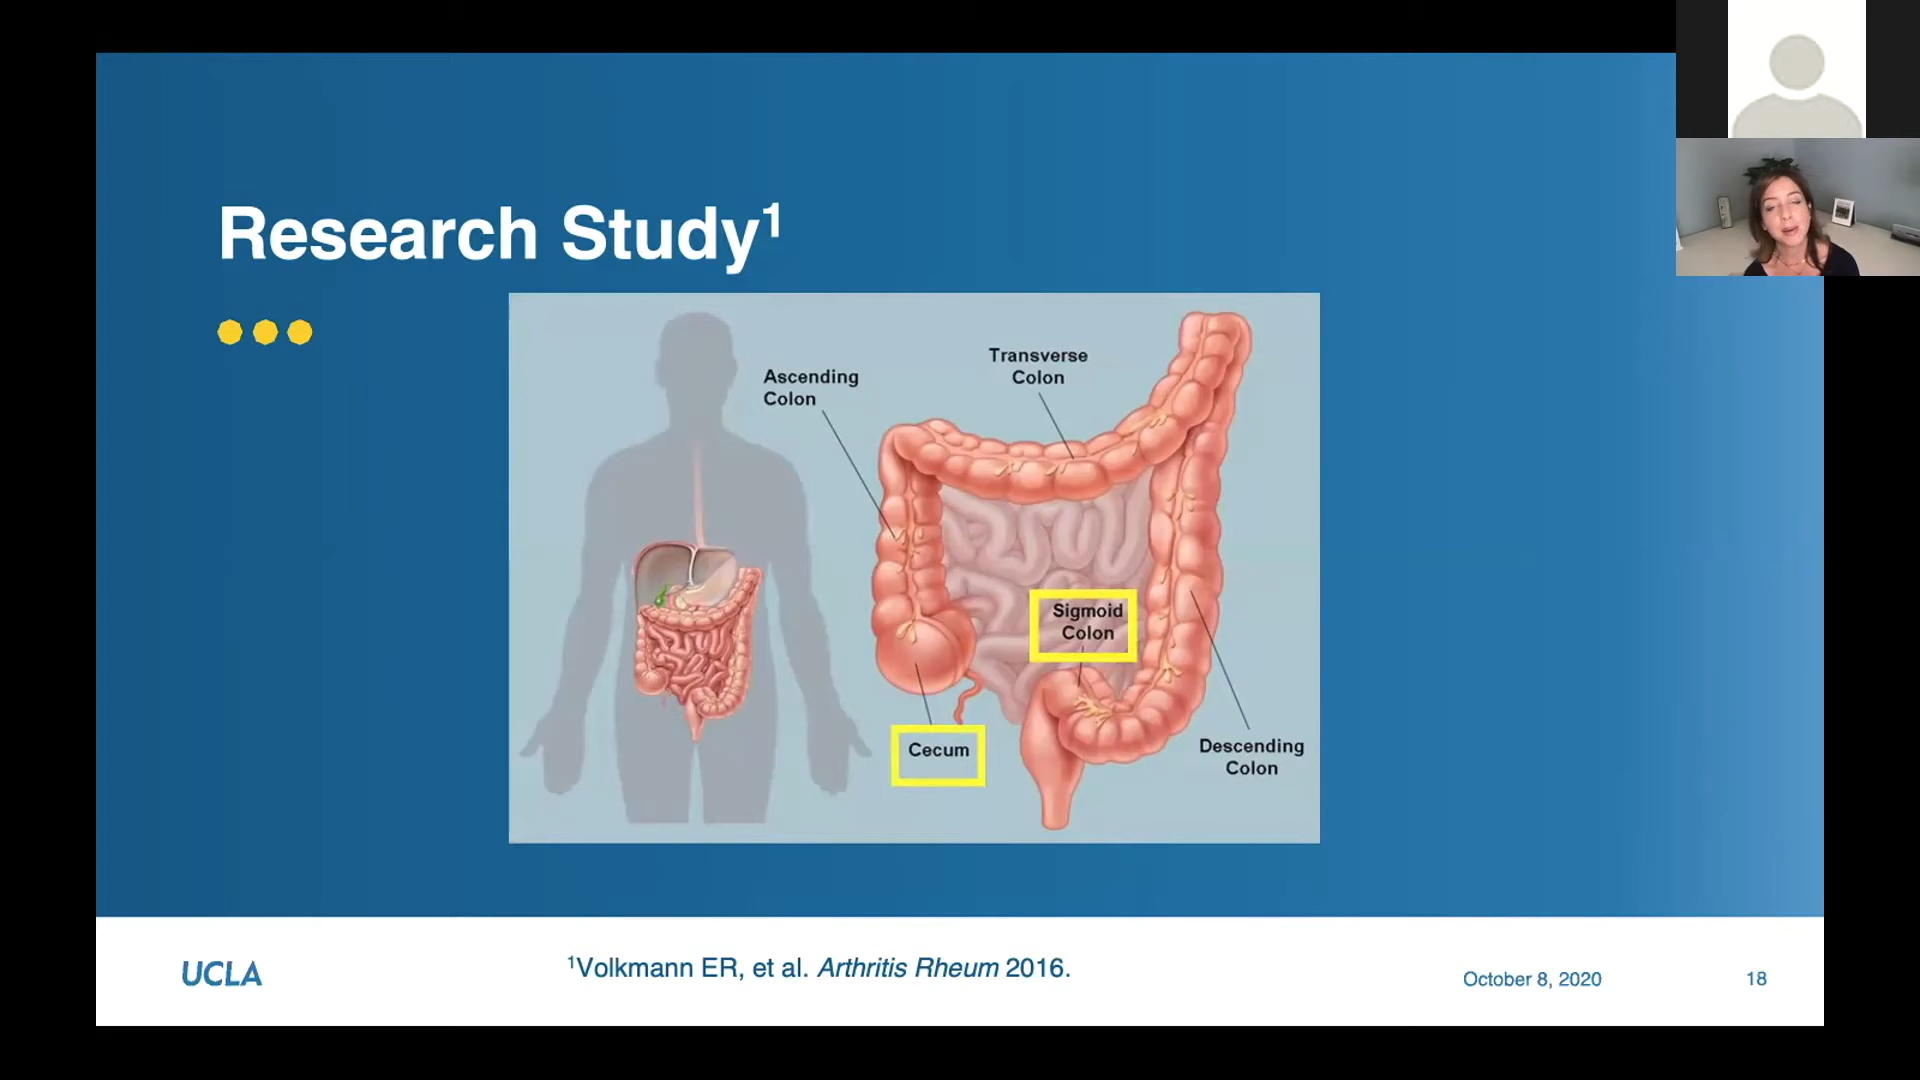 Research Study¹
Ascending
Colon
Transverse
Colon
Sigmoid
Colon
Cecum
Descending
Colon
UCLA
¹Volkmann ER, et al. Arthritis Rheum 2016.
October 8, 2020
18